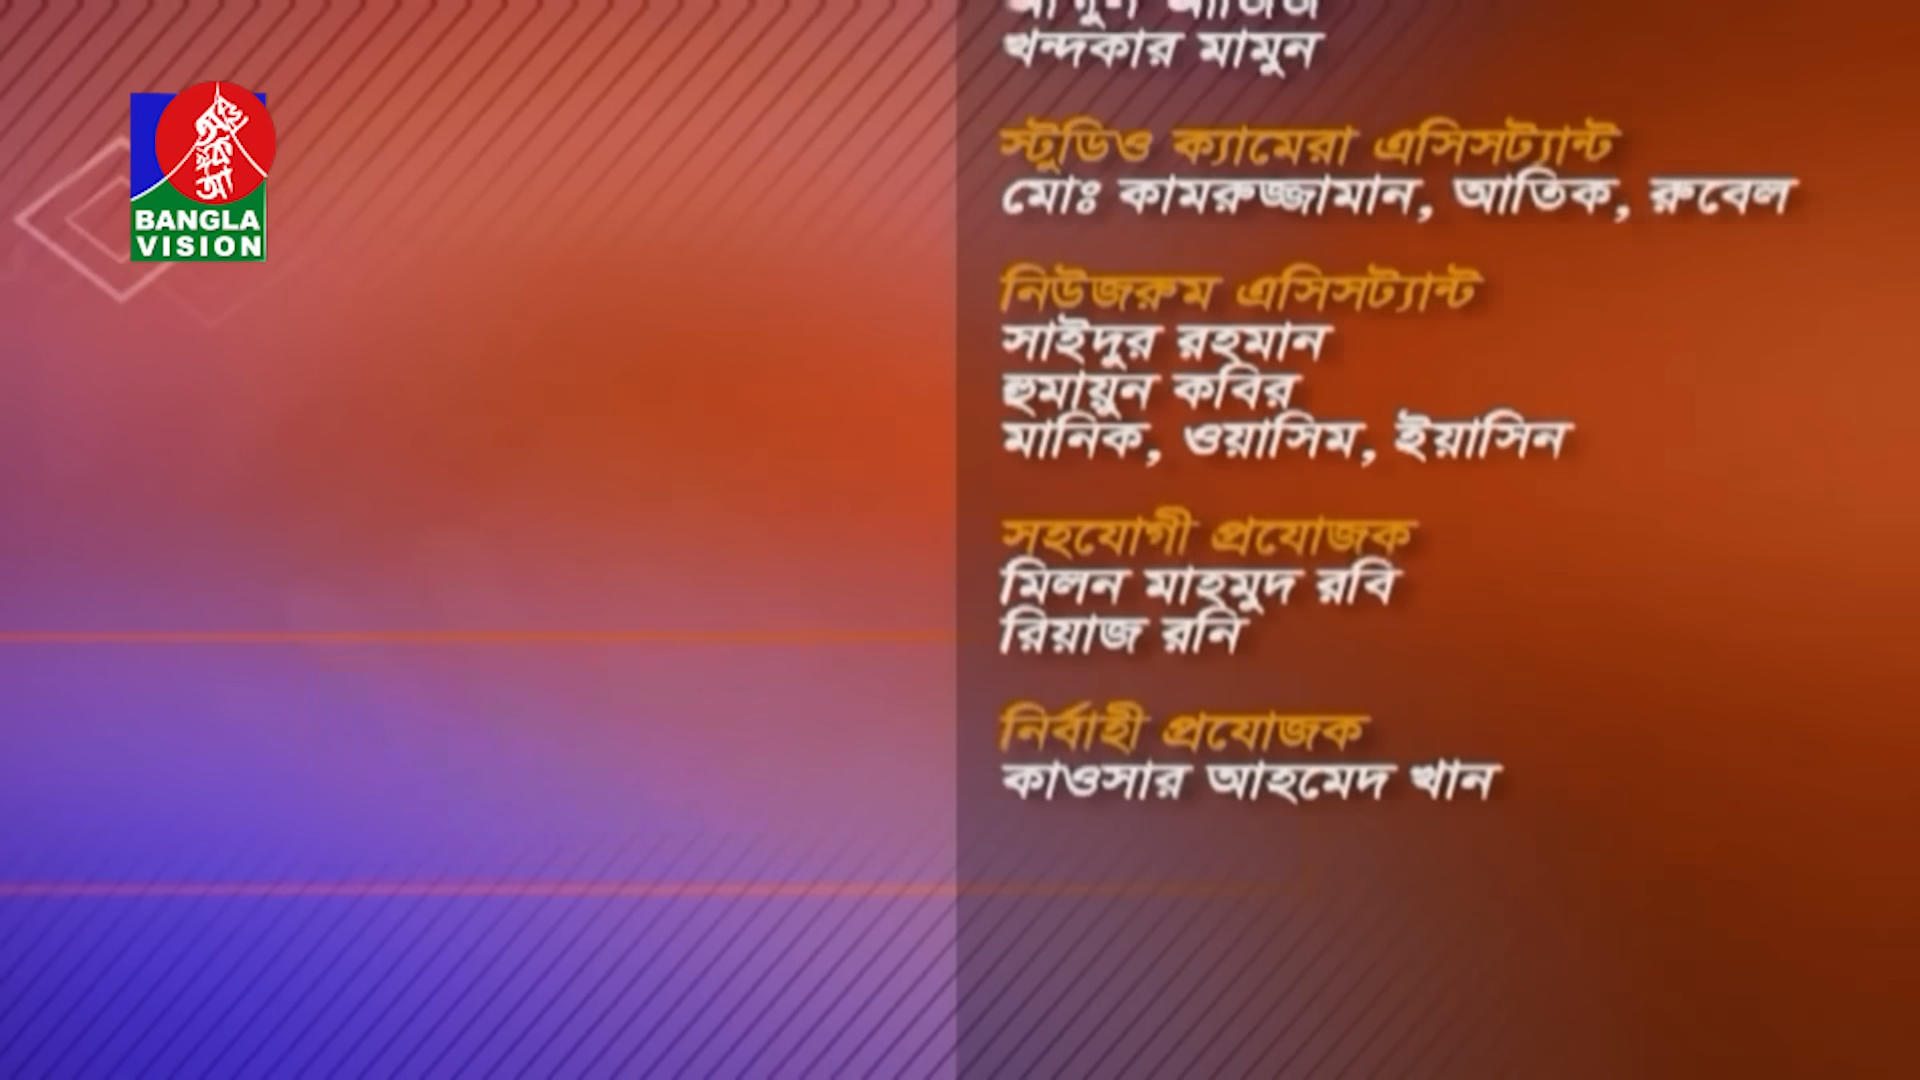 BANGLA
VISION
খন্দকার মামুন
স্টুডিও ক্যামেরা এসিসট্যান্ট
মোঃ কামরুজ্জামান, আতিক, রুবেল
নিউজরুম এসিসট্যান্ট
সাইদুর রহমান
হুমায়ুন কবির
মানিক, ওয়াসিম, ইয়াসিন
সহযোগী প্রযোজক
মিলন মাহমুদ রবি
রিয়াজ রনি
নির্বাহী প্রযোজক
কাওসার আহমেদ খান